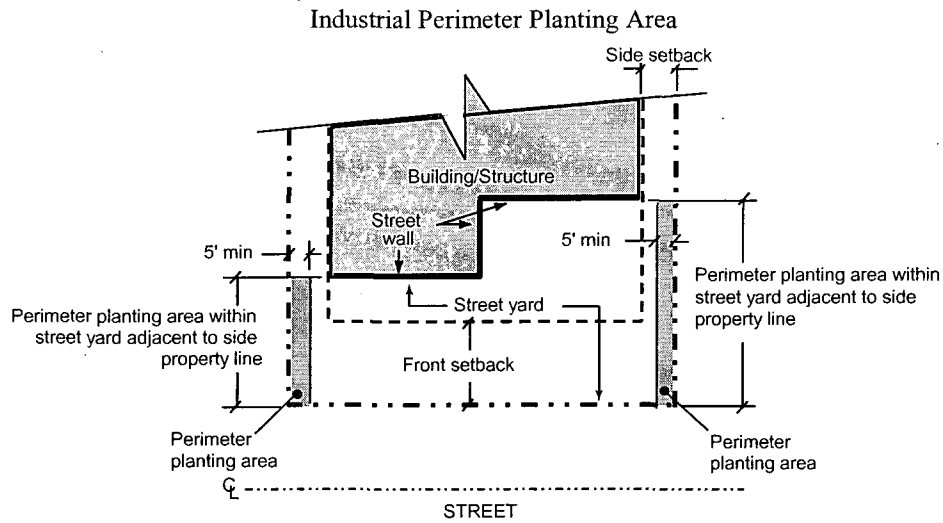 Industrial Perimeter Planting Area
Side setback
Building/Structure
Street
wall
5' min
5' min
Perimeter planting area within
street yard adjacent to side
property line
Perimeter planting area within
street yard adjacent to side
property line
Street yard
Front setback
Perimeter
planting area
Perimeter
planting area
℄
STREET